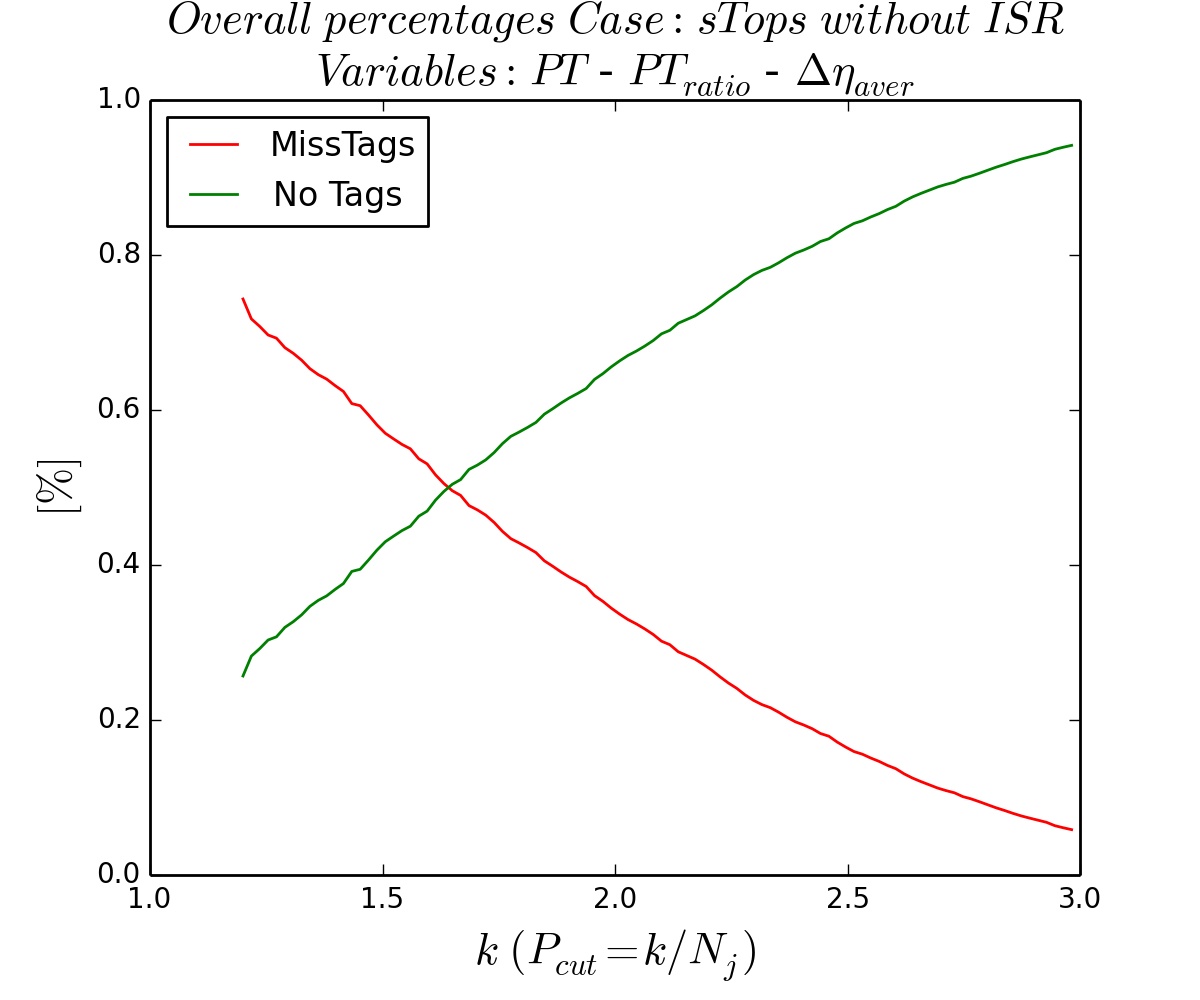 Overall percentages Case: sTops without ISR
Variables: PT - PT_ratio - Δη_aver
MissTags
No Tags
[%]
1.0
0.8
0.6
0.4
0.2
0.0
1.0 1.5 2.0 2.5 3.0
k (P_cut = k/N_j)